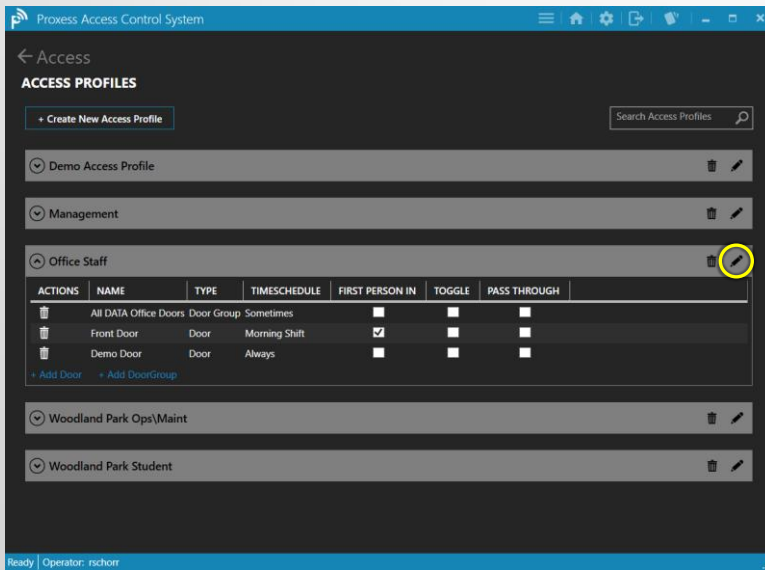 Proxess Access Control System
Access
ACCESS PROFILES
+ Create New Access Profile
Search Access Profiles
Demo Access Profile
Management
Office Staff
ACTIONS NAME TYPE TIMESCHEDULE FIRST PERSON IN TOGGLE PASS THROUGH
All DATA Office Doors Door Group Sometimes
Front Door Door Morning Shift
Demo Door Door Always
+ Add Door + Add DoorGroup
Woodland Park Ops\Maint
Woodland Park Student
Ready Operator: rschorr